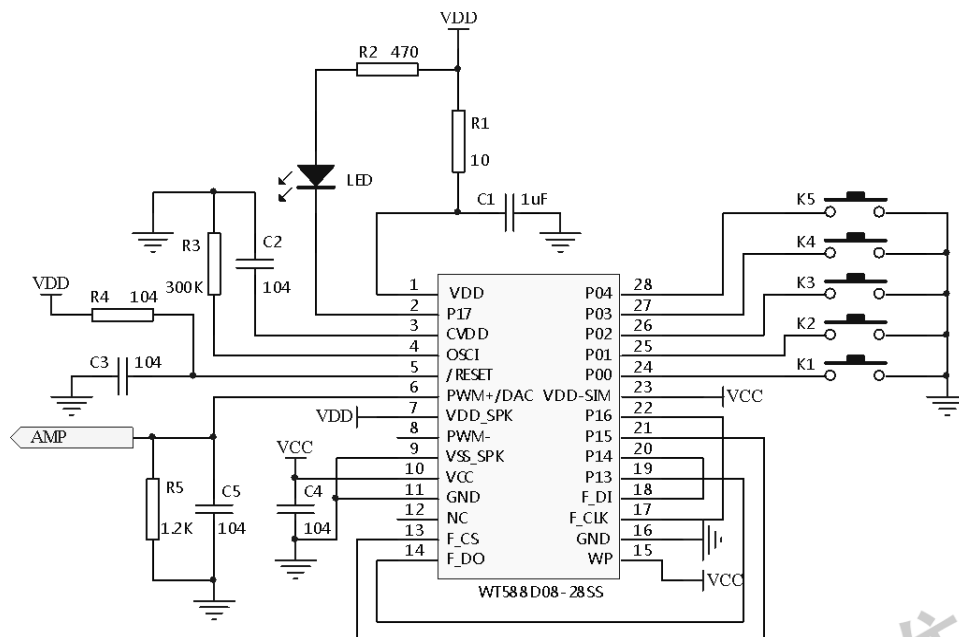 VDD
R2 470
R1
10
LED
C1 1uF
K5
K4
K3
K2
K1
R3
300K
C2
104
VDD
R4 104
C3 104
AMP
R5
1.2K
C5
104
VDD
VCC
C4
104
1 VDD P04 28
2 P17 P03 27
3 CVDD P02 26
4 OSCI P01 25
5 /RESET P00 24
6 PWM+/DAC VDD-SIM 23
7 VDD_SPK P16 22
8 PWM- P15 21
9 VSS_SPK P14 20
10 VCC P13 19
11 GND F_DI 18
12 NC F_CLK 17
13 F_CS GND 16
14 F_DO WP 15
VCC
VCC
WT588D08-28SS